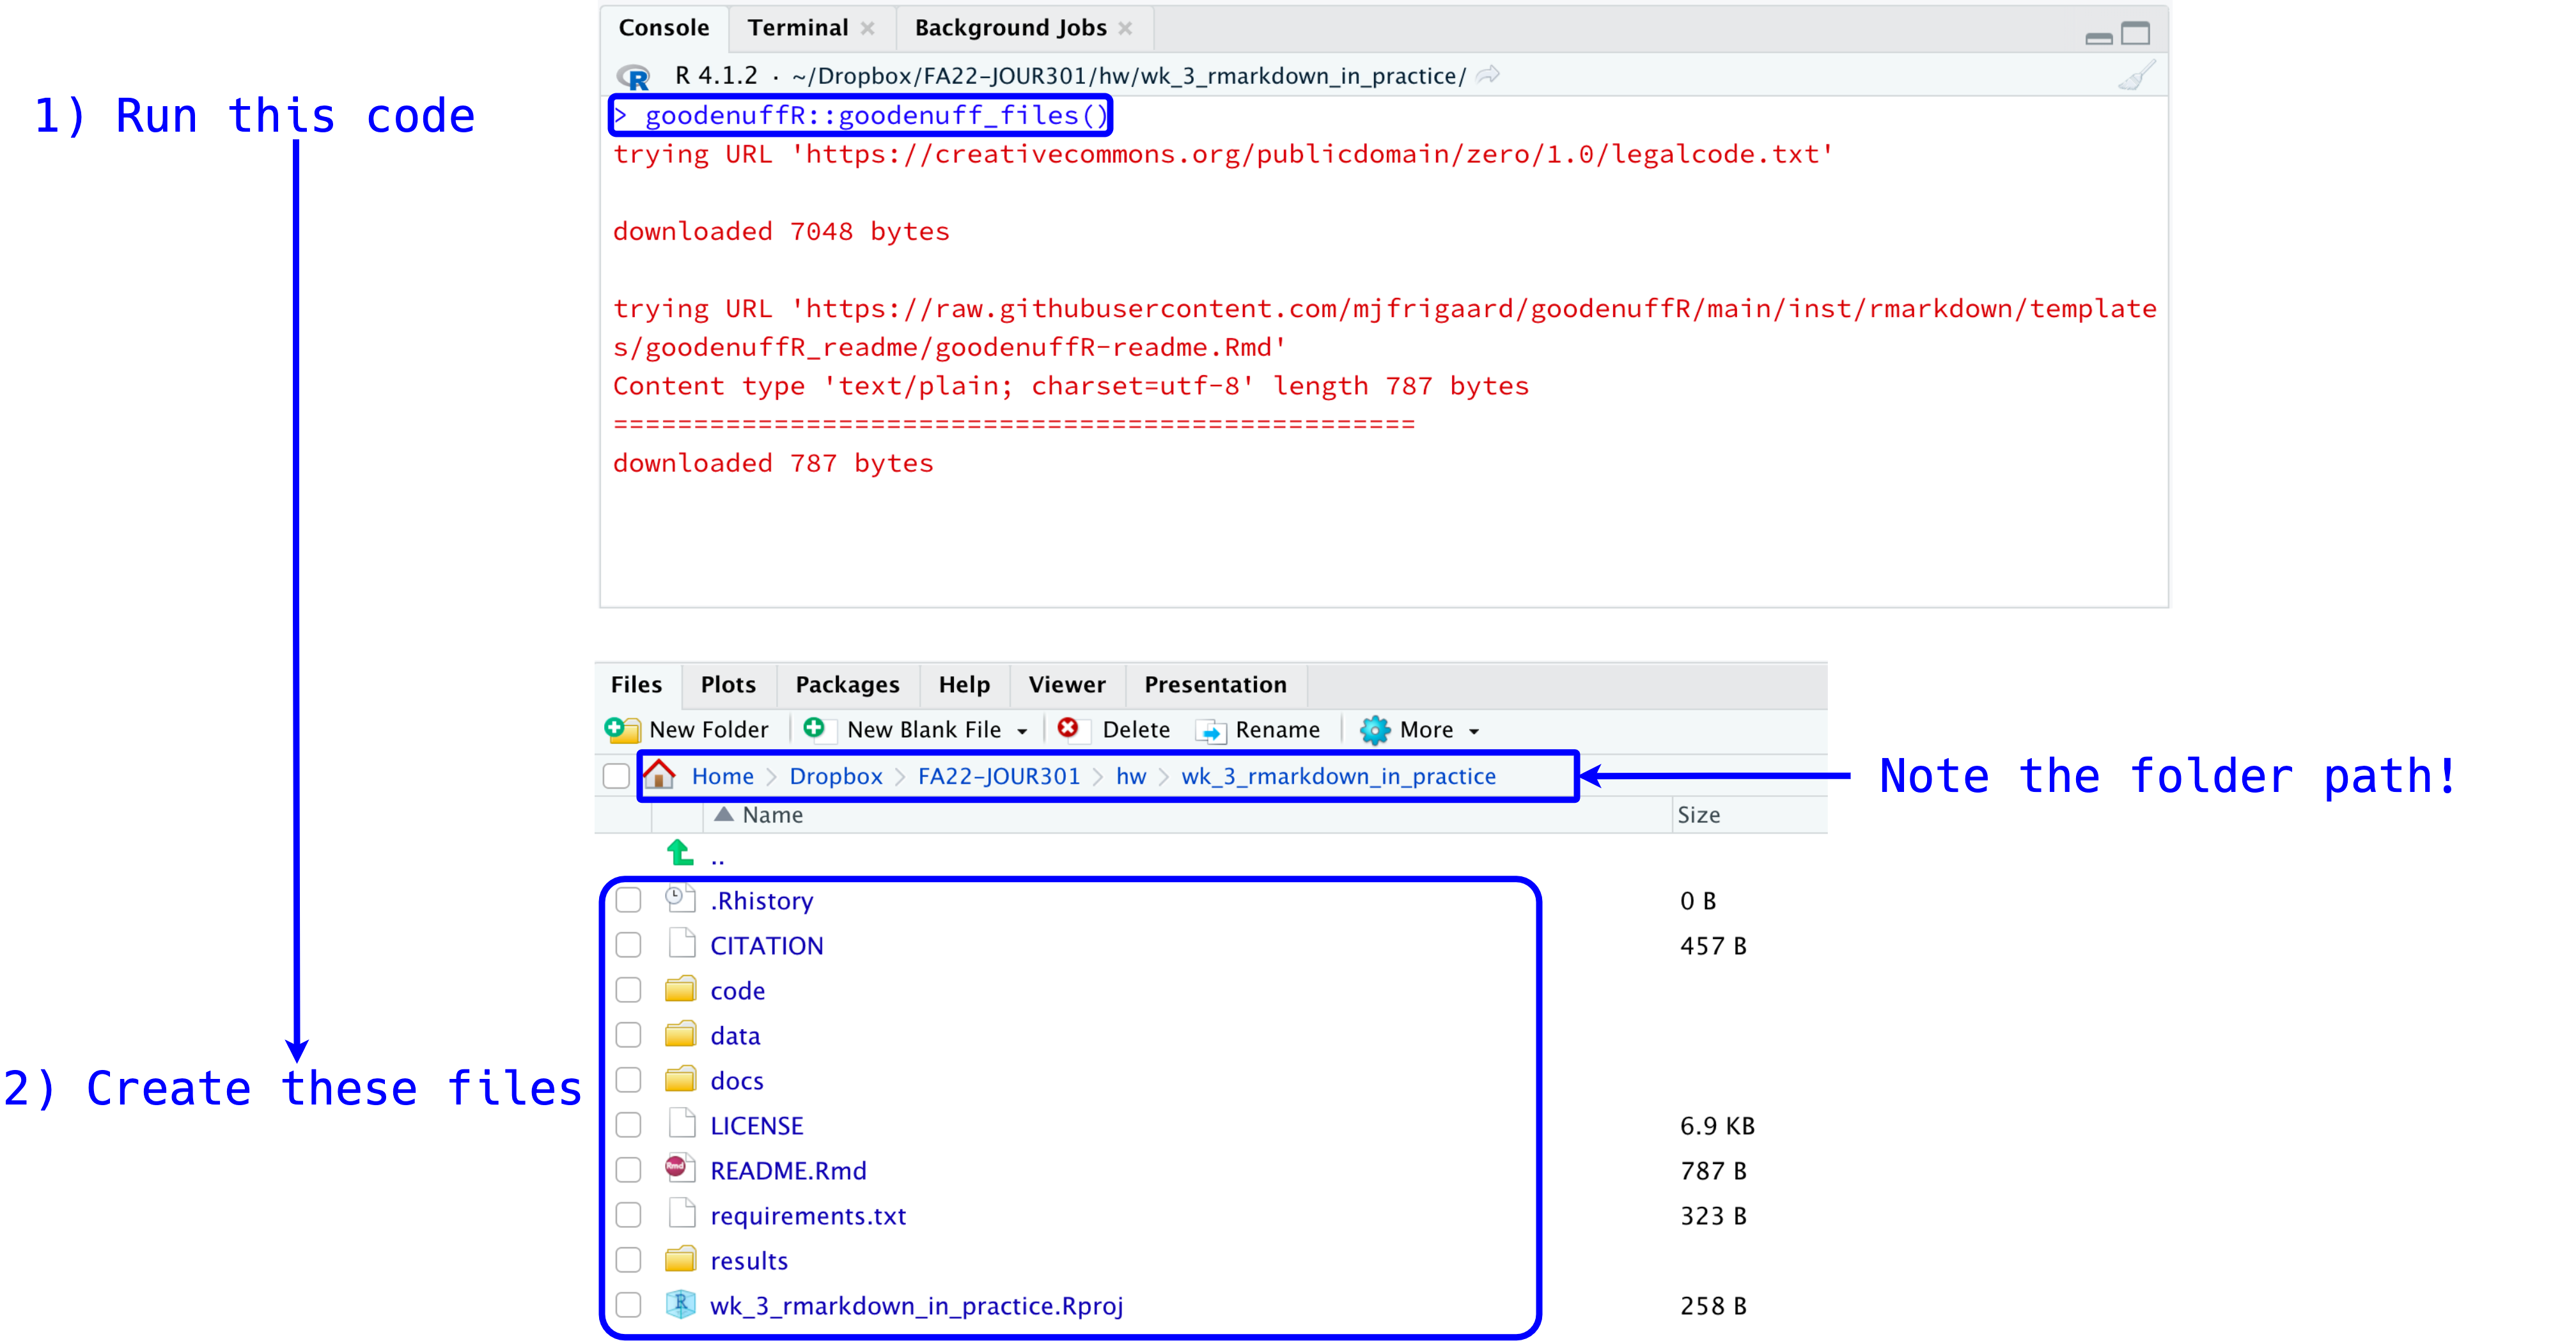 Console Terminal Background Jobs
R 4.1.2 · ~/Dropbox/FA22-JOUR301/hw/wk_3_rmarkdown_in_practice/
1) Run this code
> goodenuffR::goodenuff_files()
trying URL 'https://creativecommons.org/publicdomain/zero/1.0/legalcode.txt'
downloaded 7048 bytes
trying URL 'https://raw.githubusercontent.com/mjfrigaard/goodenuffR/main/inst/rmarkdown/template
s/goodenuffR_readme/goodenuffR-readme.Rmd'
Content type 'text/plain; charset=utf-8' length 787 bytes
==================================================
downloaded 787 bytes
Files Plots Packages Help Viewer Presentation
New Folder New Blank File Delete Rename More
Home > Dropbox > FA22-JOUR301 > hw > wk_3_rmarkdown_in_practice
Note the folder path!
Name Size
..
.Rhistory 0 B
CITATION 457 B
code
data
docs
2) Create these files
LICENSE 6.9 KB
README.Rmd 787 B
requirements.txt 323 B
results
wk_3_rmarkdown_in_practice.Rproj 258 B